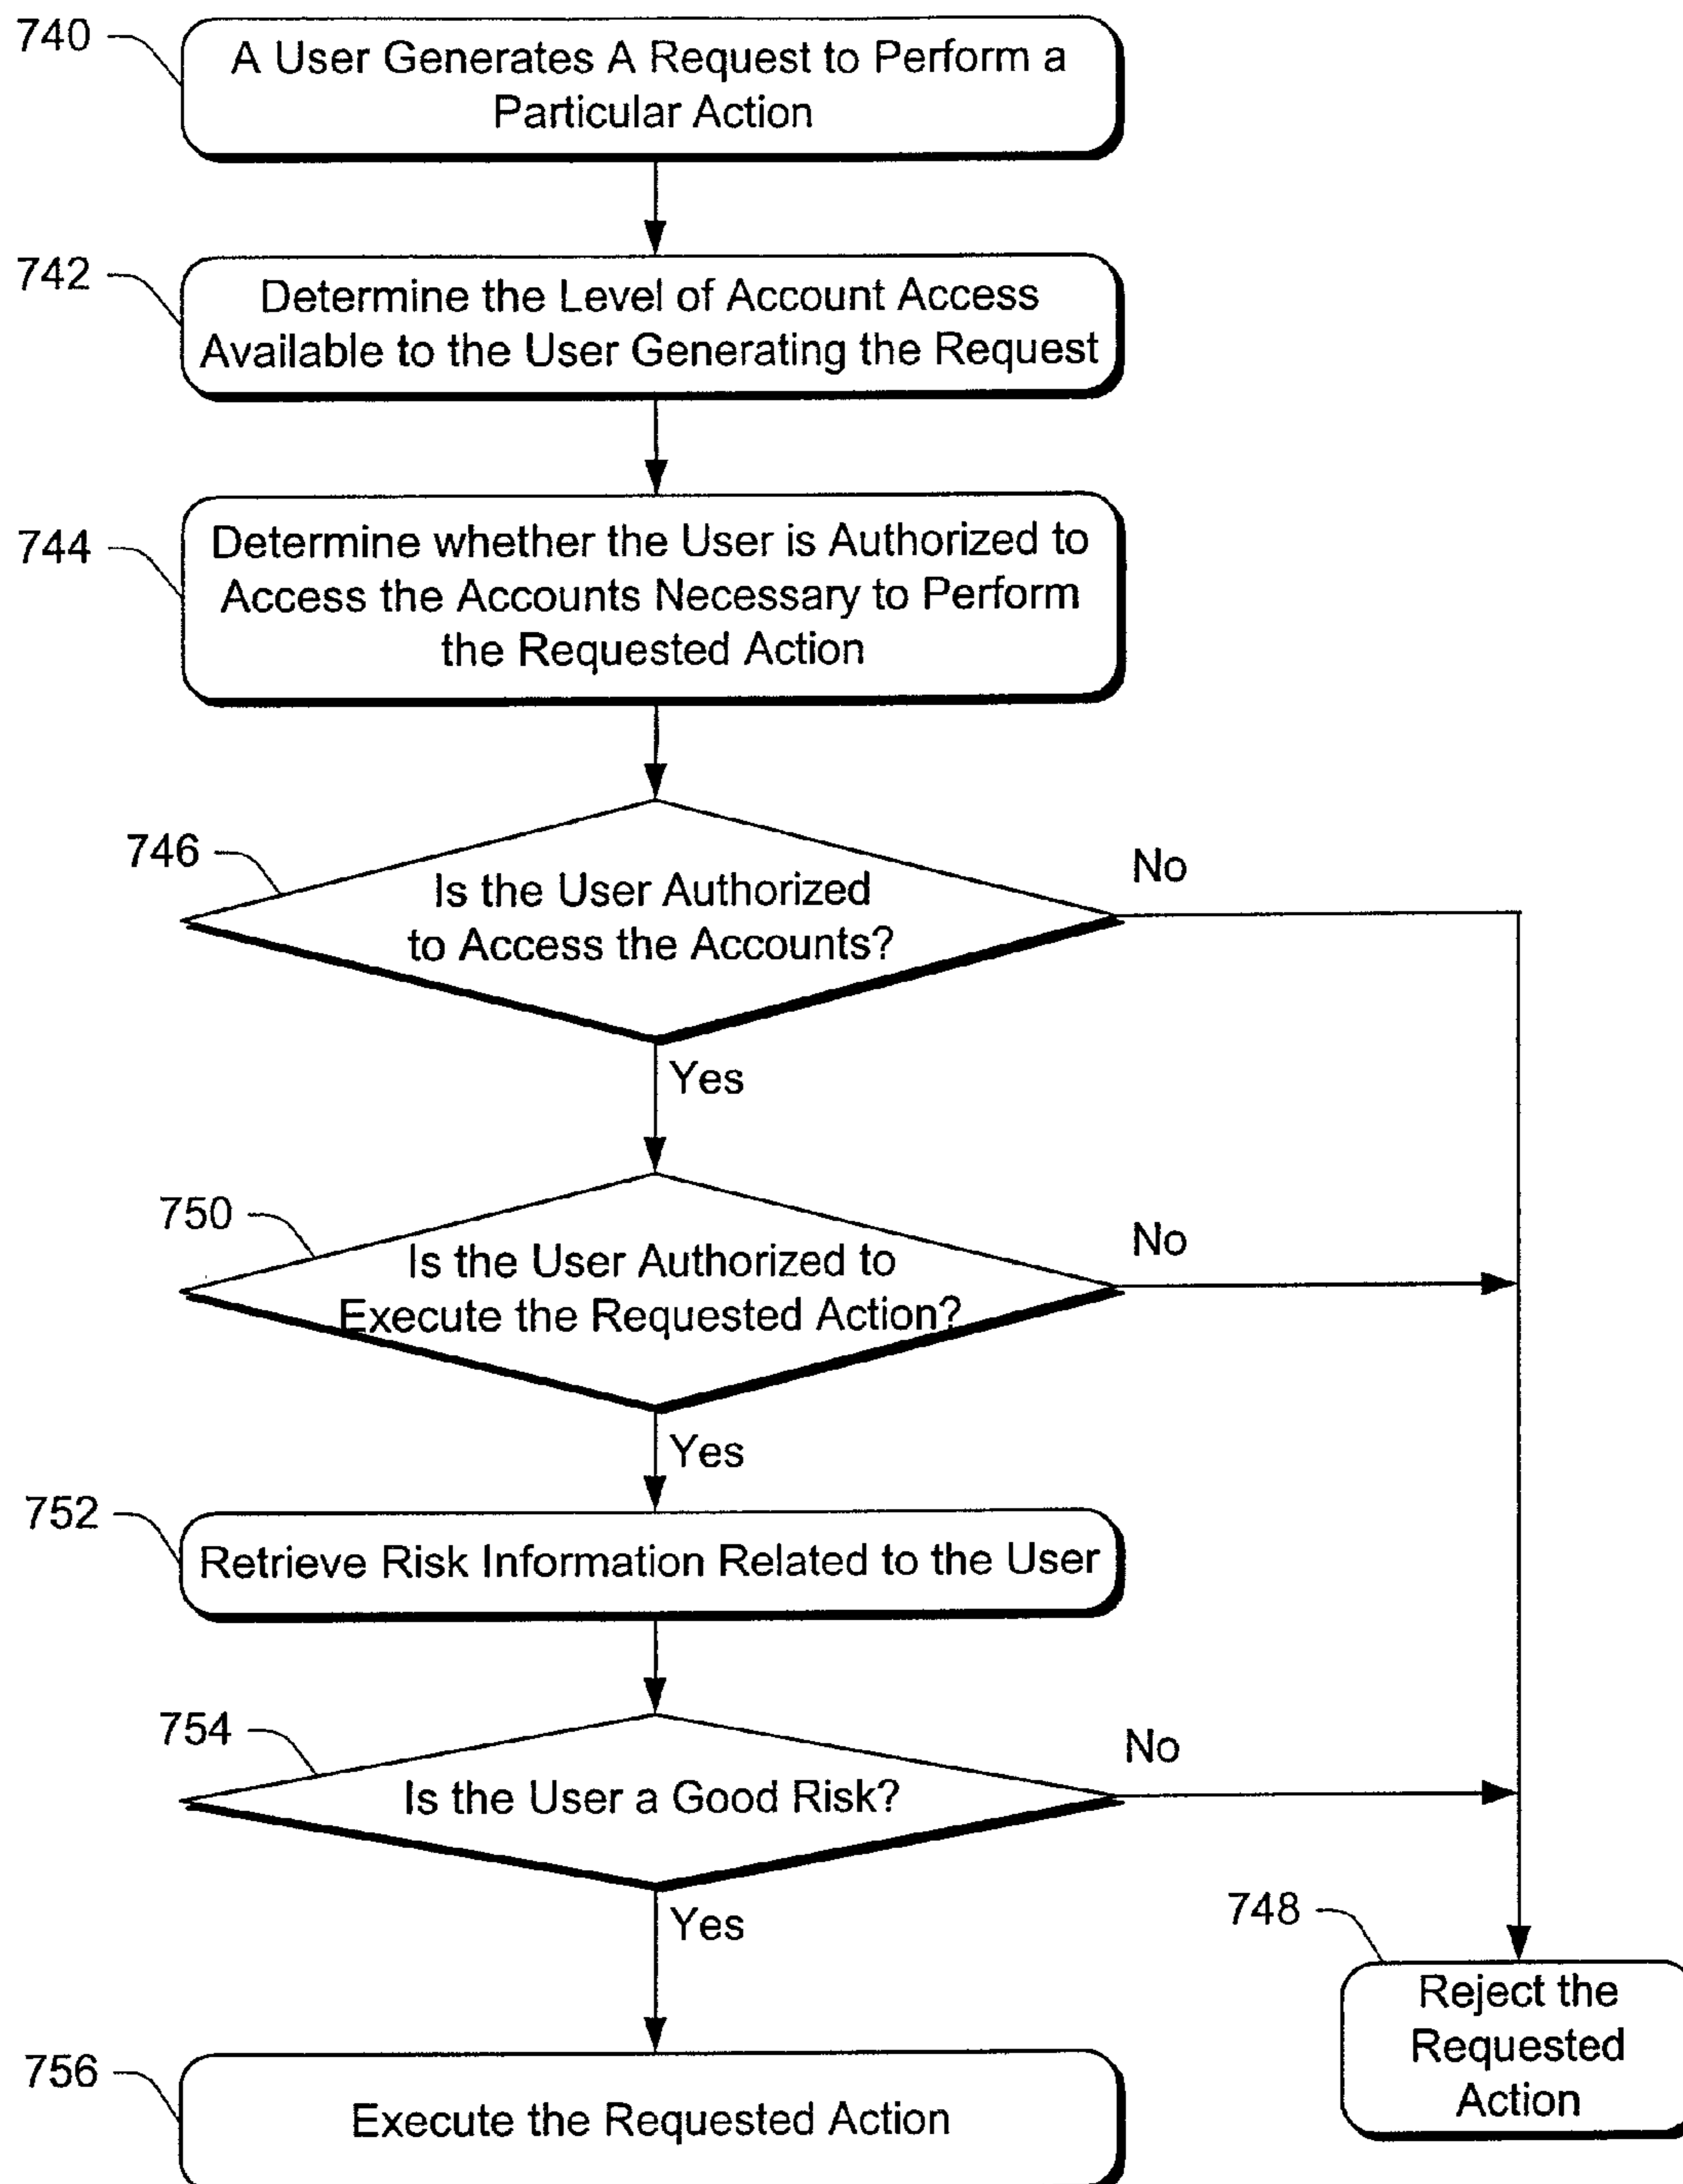 740
A User Generates A Request to Perform a
Particular Action
742
Determine the Level of Account Access
Available to the User Generating the Request
744
Determine whether the User is Authorized to
Access the Accounts Necessary to Perform
the Requested Action
746
Is the User Authorized
to Access the Accounts?
No
Yes
750
Is the User Authorized to
Execute the Requested Action?
No
Yes
752
Retrieve Risk Information Related to the User
754
Is the User a Good Risk?
No
Yes
748
Reject the
Requested
Action
756
Execute the Requested Action